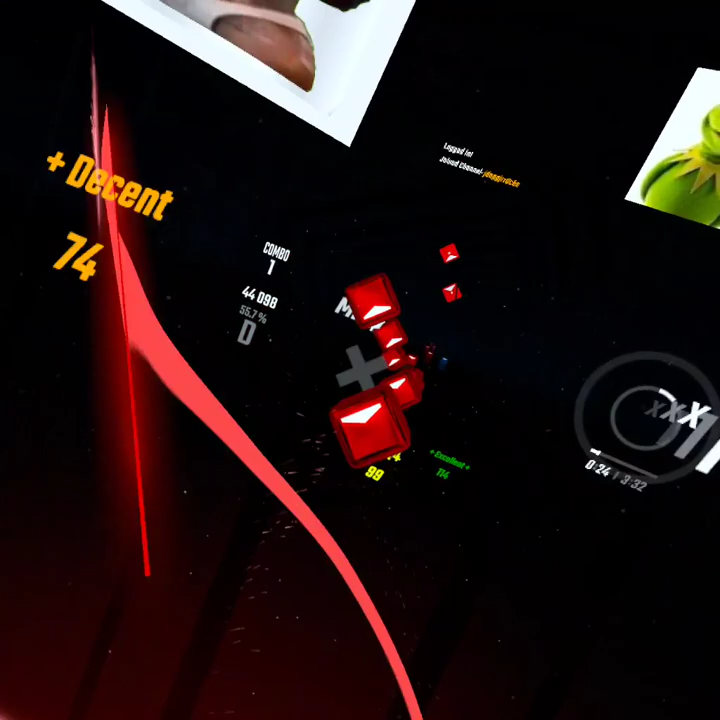 Logged in!
Joined Channel
+ Decent
74
COMBO
1
44 098
55.7 %
D
99
+ Excellent +
114
0:24 | 3:32